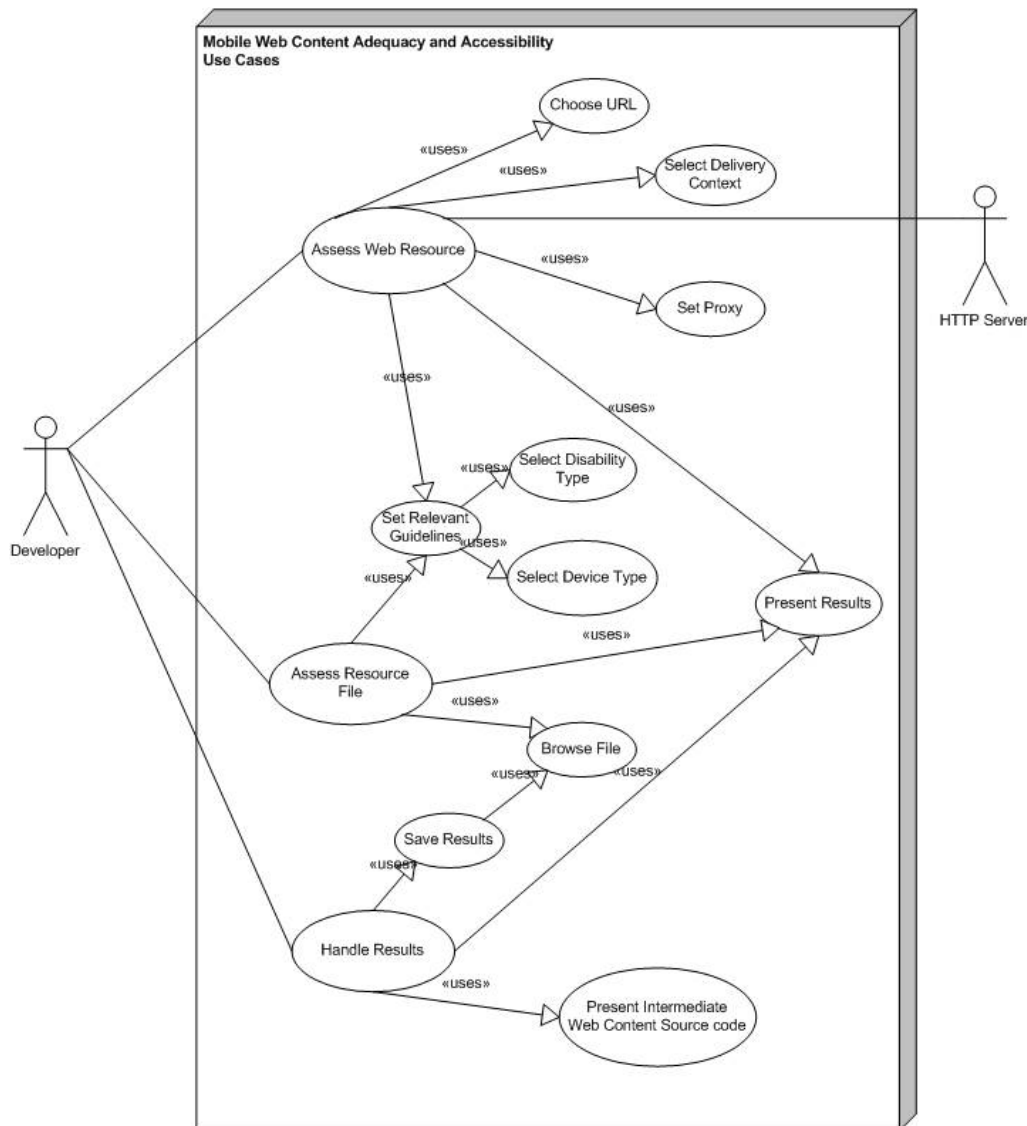 Mobile Web Content Adequacy and Accessibility
Use Cases
Choose URL
«uses»
«uses»
Select Delivery
Context
Assess Web Resource
«uses»
Set Proxy
HTTP Server
«uses»
«uses»
Select Disability
Type
«uses»
Set Relevant
Guidelines
«uses»
Developer
Select Device Type
«uses»
Present Results
«uses»
Assess Resource
File
«uses»
Browse File
«uses»
«uses»
Save Results
«uses»
Handle Results
«uses»
Present Intermediate
Web Content Source code